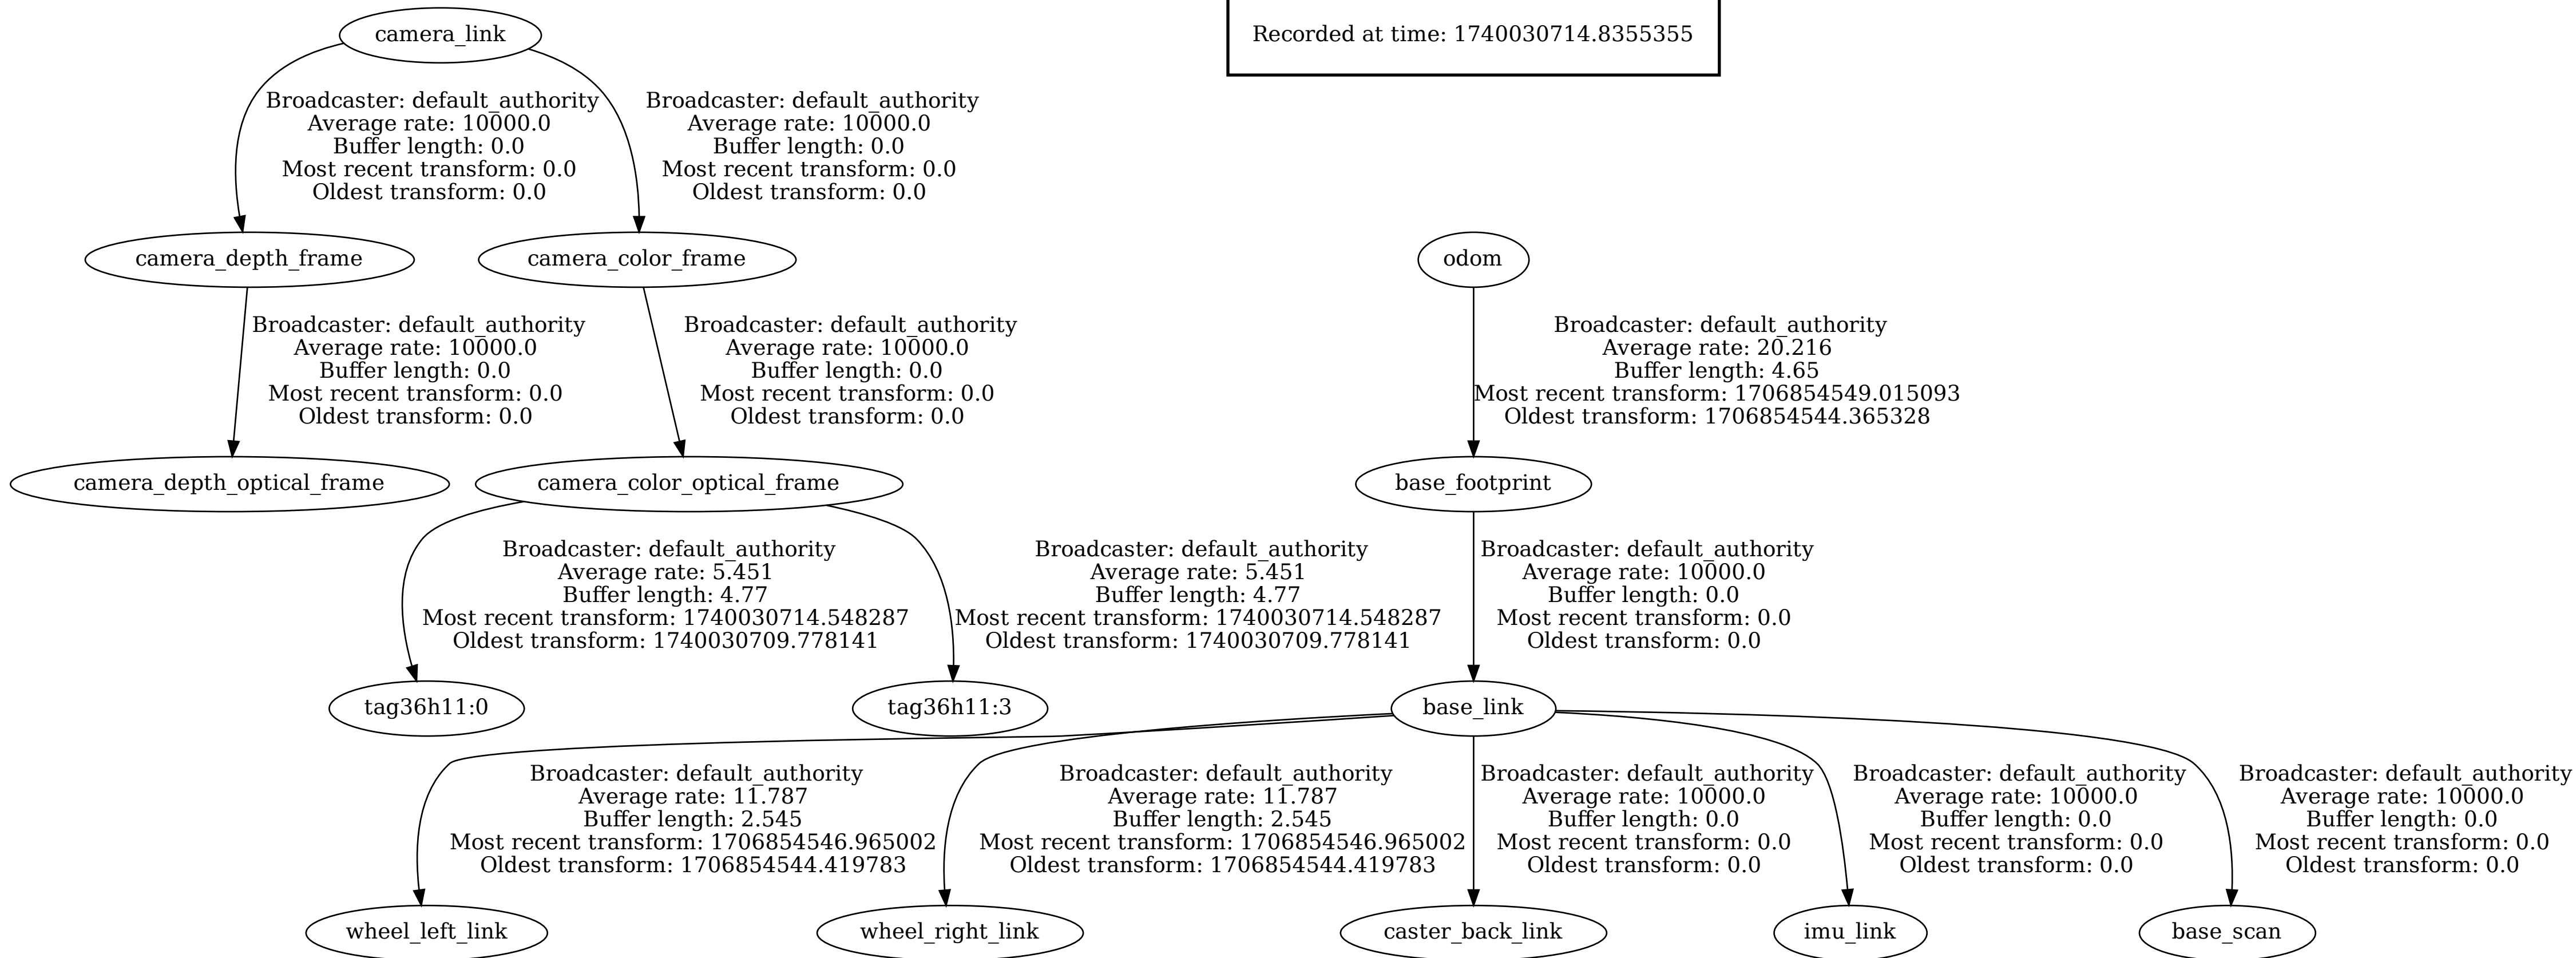 camera_link
Recorded at time: 1740030714.8355355
Broadcaster: default_authority
Average rate: 10000.0
Buffer length: 0.0
Most recent transform: 0.0
Oldest transform: 0.0
Broadcaster: default_authority
Average rate: 10000.0
Buffer length: 0.0
Most recent transform: 0.0
Oldest transform: 0.0
camera_depth_frame
camera_color_frame
odom
Broadcaster: default_authority
Average rate: 10000.0
Buffer length: 0.0
Most recent transform: 0.0
Oldest transform: 0.0
Broadcaster: default_authority
Average rate: 10000.0
Buffer length: 0.0
Most recent transform: 0.0
Oldest transform: 0.0
Broadcaster: default_authority
Average rate: 20.216
Buffer length: 4.65
Most recent transform: 1706854549.015093
Oldest transform: 1706854544.365328
camera_depth_optical_frame
camera_color_optical_frame
base_footprint
Broadcaster: default_authority
Average rate: 5.451
Buffer length: 4.77
Most recent transform: 1740030714.548287
Oldest transform: 1740030709.778141
Broadcaster: default_authority
Average rate: 5.451
Buffer length: 4.77
Most recent transform: 1740030714.548287
Oldest transform: 1740030709.778141
Broadcaster: default_authority
Average rate: 10000.0
Buffer length: 0.0
Most recent transform: 0.0
Oldest transform: 0.0
tag36h11:0
tag36h11:3
base_link
Broadcaster: default_authority
Average rate: 11.787
Buffer length: 2.545
Most recent transform: 1706854546.965002
Oldest transform: 1706854544.419783
Broadcaster: default_authority
Average rate: 11.787
Buffer length: 2.545
Most recent transform: 1706854546.965002
Oldest transform: 1706854544.419783
Broadcaster: default_authority
Average rate: 10000.0
Buffer length: 0.0
Most recent transform: 0.0
Oldest transform: 0.0
Broadcaster: default_authority
Average rate: 10000.0
Buffer length: 0.0
Most recent transform: 0.0
Oldest transform: 0.0
Broadcaster: default_authority
Average rate: 10000.0
Buffer length: 0.0
Most recent transform: 0.0
Oldest transform: 0.0
wheel_left_link
wheel_right_link
caster_back_link
imu_link
base_scan